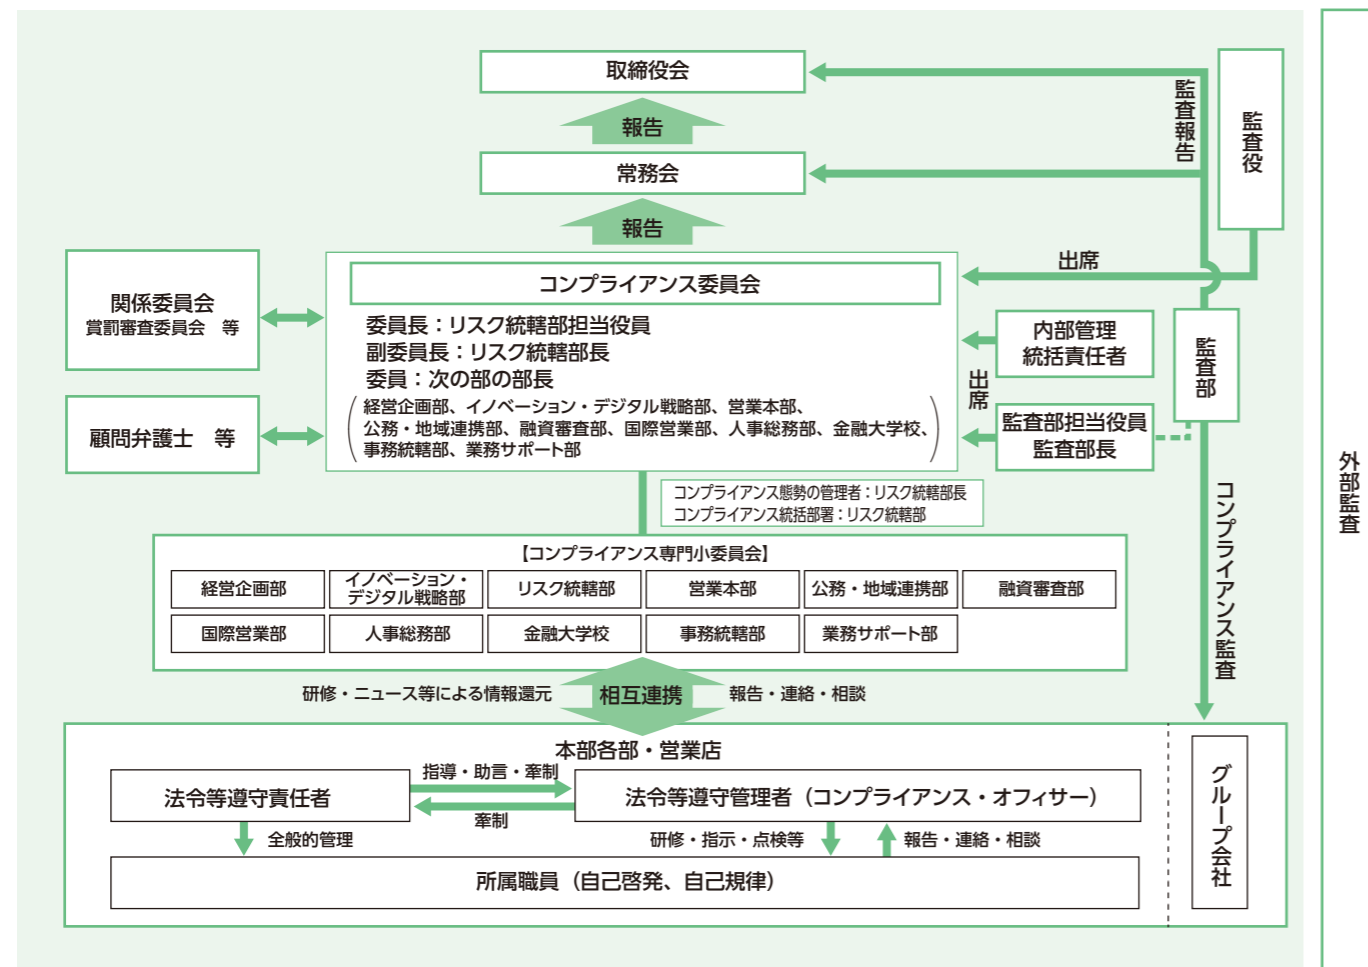 取締役会
報告
常務会
報告
監査報告
監査役
出席
コンプライアンス委員会
委員長：リスク統轄部担当役員
副委員長：リスク統轄部長
委員：次の部の部長
経営企画部、イノベーション・デジタル戦略部、営業本部、
公務・地域連携部、融資審査部、国際営業部、人事総務部、金融大学校、
事務統轄部、業務サポート部
関係委員会
賞罰審査委員会　等
顧問弁護士　等
内部管理
統括責任者
出席
監査部担当役員
監査部長
監査部
コンプライアンス監査
外部監査
コンプライアンス態勢の管理者：リスク統轄部長
コンプライアンス統括部署：リスク統轄部
【コンプライアンス専門小委員会】
経営企画部
イノベーション・
デジタル戦略部
リスク統轄部
営業本部
公務・地域連携部
融資審査部
国際営業部
人事総務部
金融大学校
事務統轄部
業務サポート部
研修・ニュース等による情報還元
相互連携
報告・連絡・相談
本部各部・営業店
法令等遵守責任者
指導・助言・牽制
牽制
法令等遵守管理者（コンプライアンス・オフィサー）
全般的管理
研修・指示・点検等
報告・連絡・相談
所属職員（自己啓発、自己規律）
グループ会社